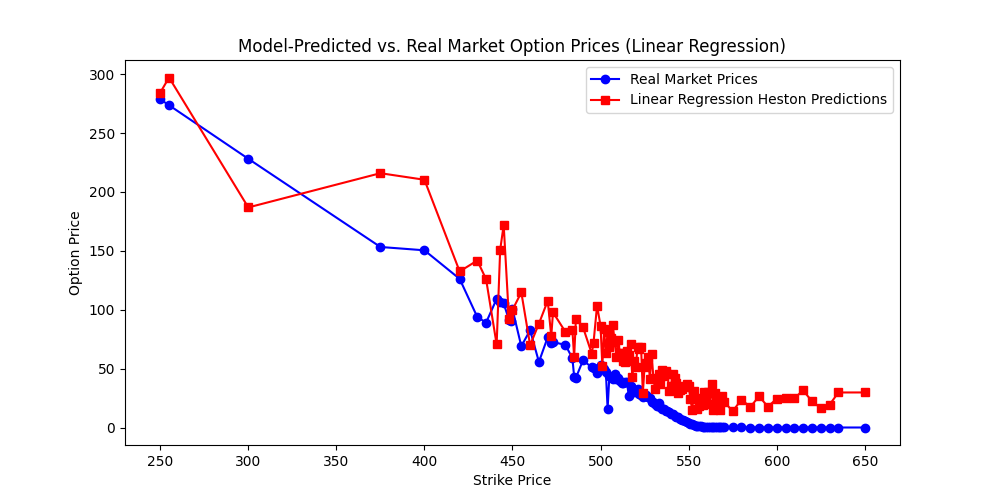 Model-Predicted vs. Real Market Option Prices (Linear Regression)
Real Market Prices
Linear Regression Heston Predictions
Option Price
300
250
200
150
100
50
0
250 300 350 400 450 500 550 600 650
Strike Price